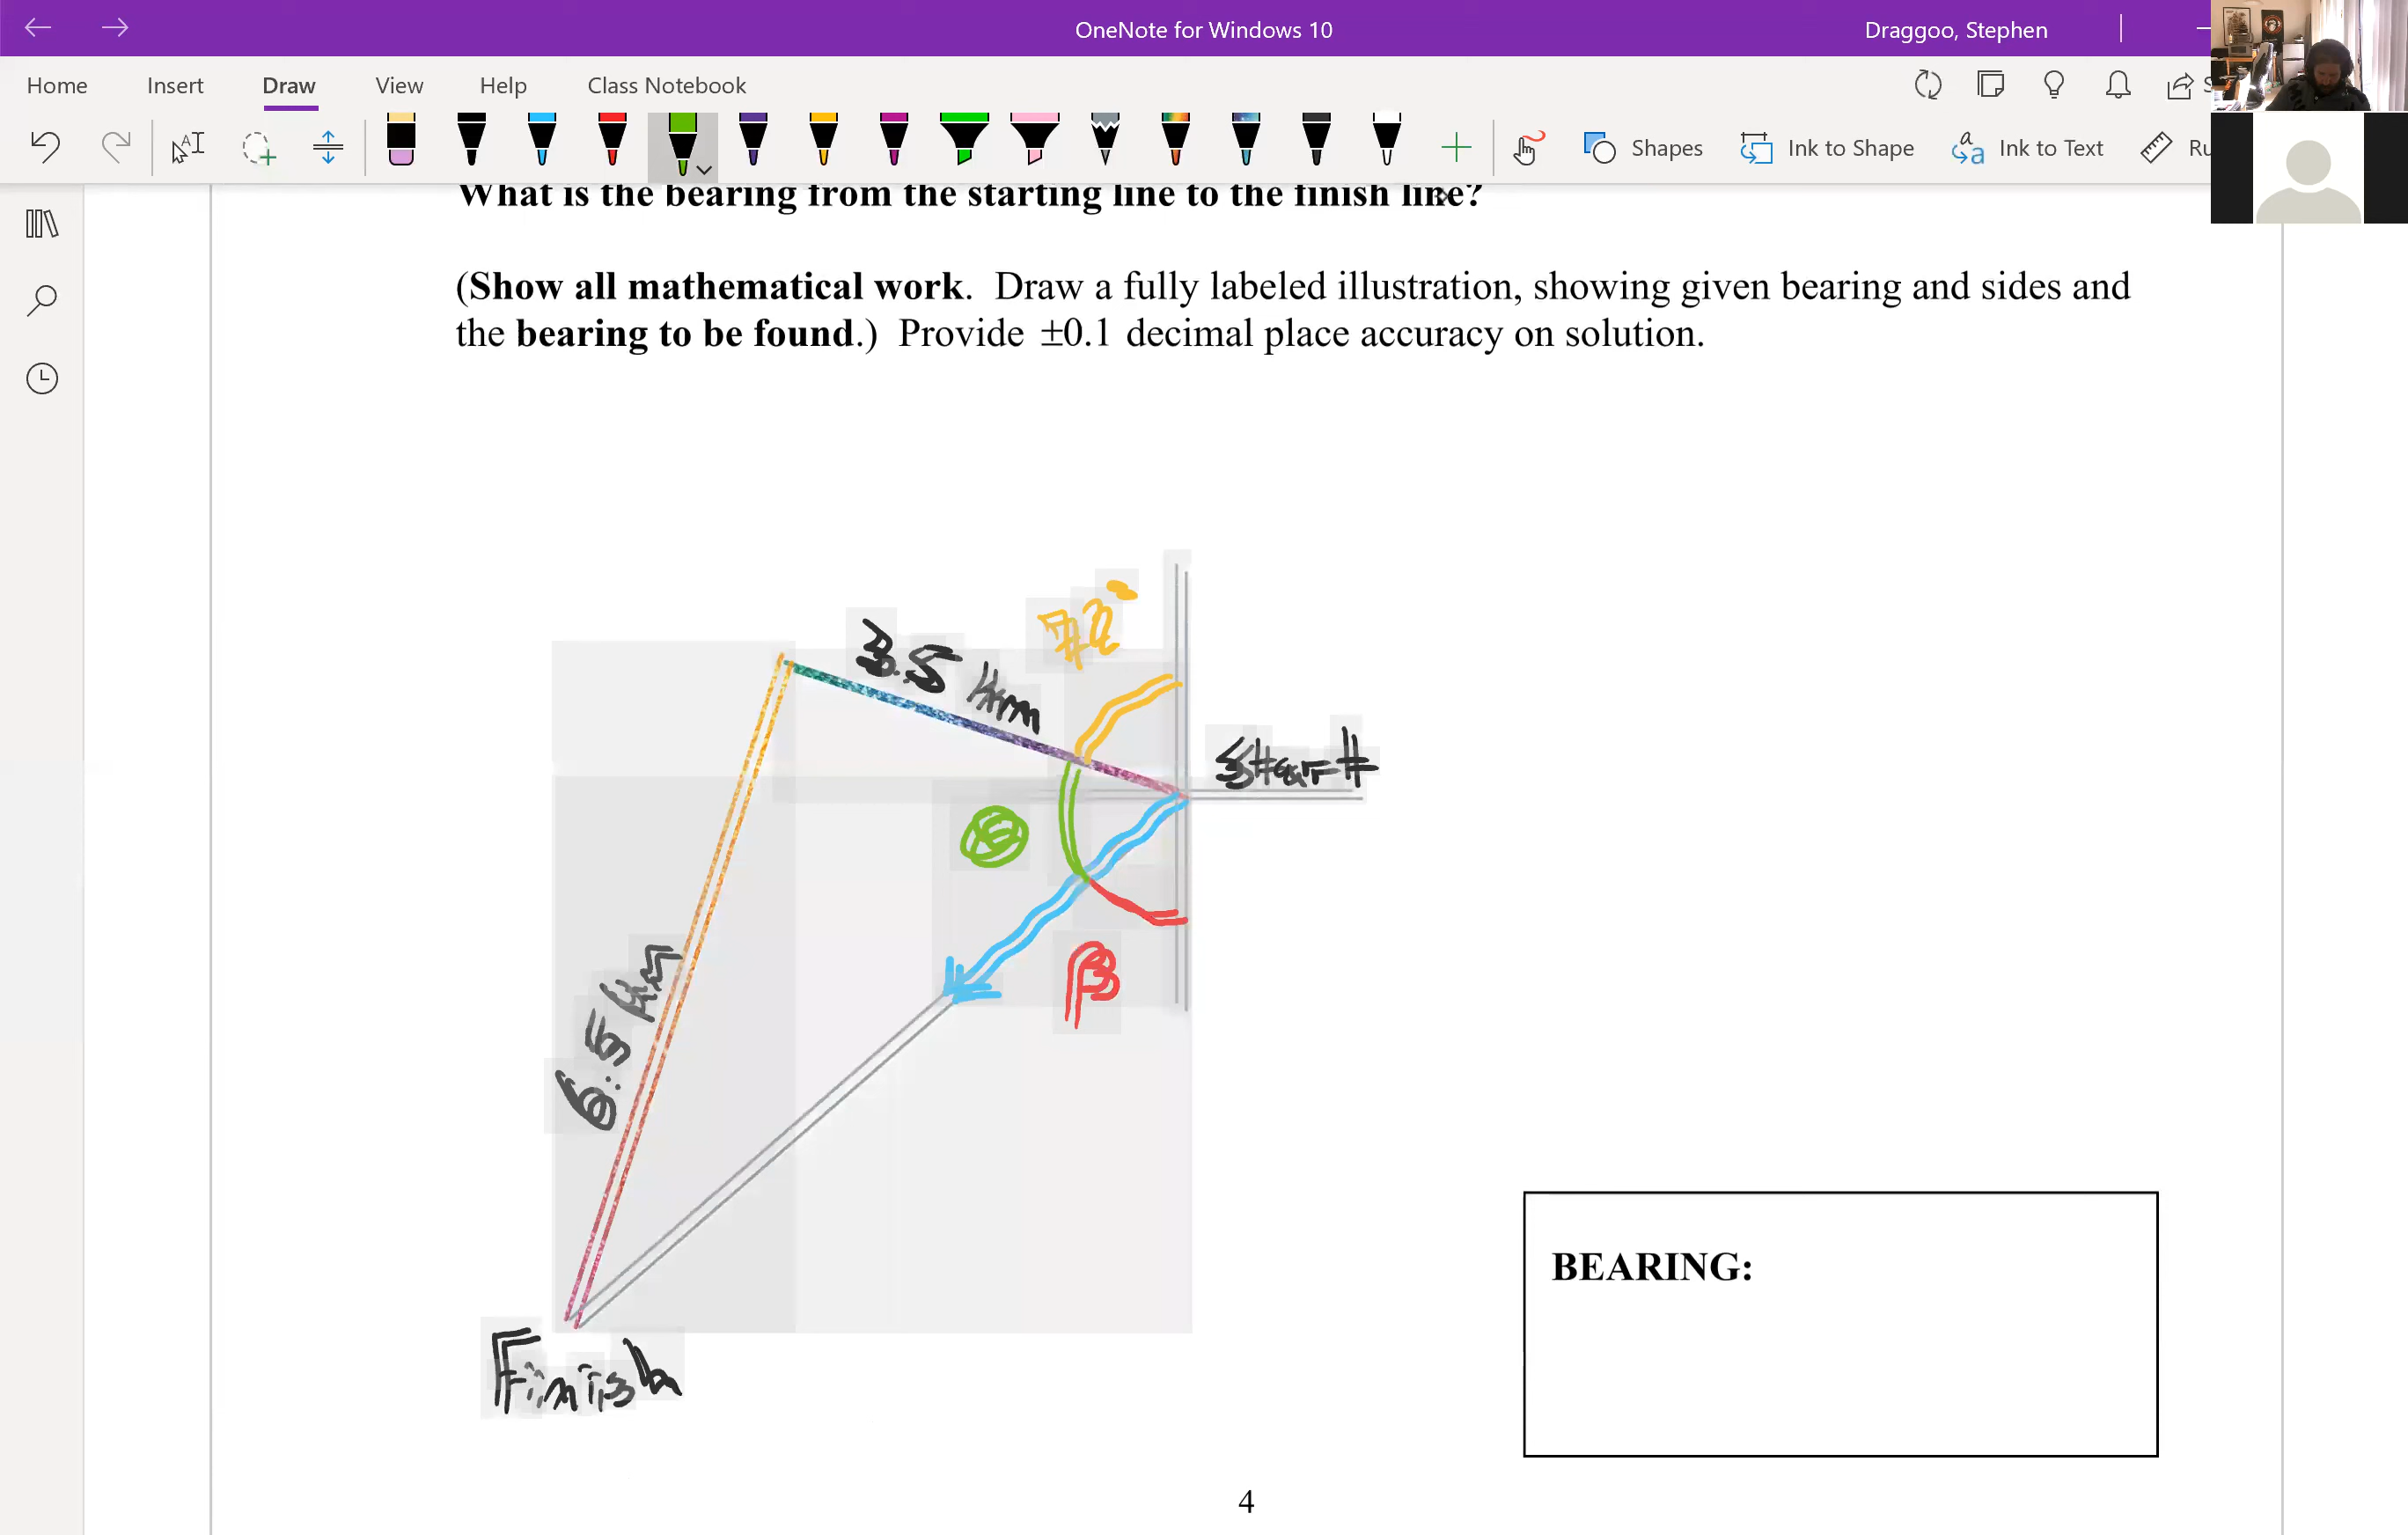 OneNote for Windows 10
Draggoo, Stephen
Home Insert Draw View Help Class Notebook
Shapes Ink to Shape Ink to Text Ru
What is the bearing from the starting line to the finish line?
(Show all mathematical work. Draw a fully labeled illustration, showing given bearing and sides and
the bearing to be found.) Provide ±0.1 decimal place accuracy on solution.
72°
3.5 km
Start
θ
6.5 km
β
BEARING:
Finish
4